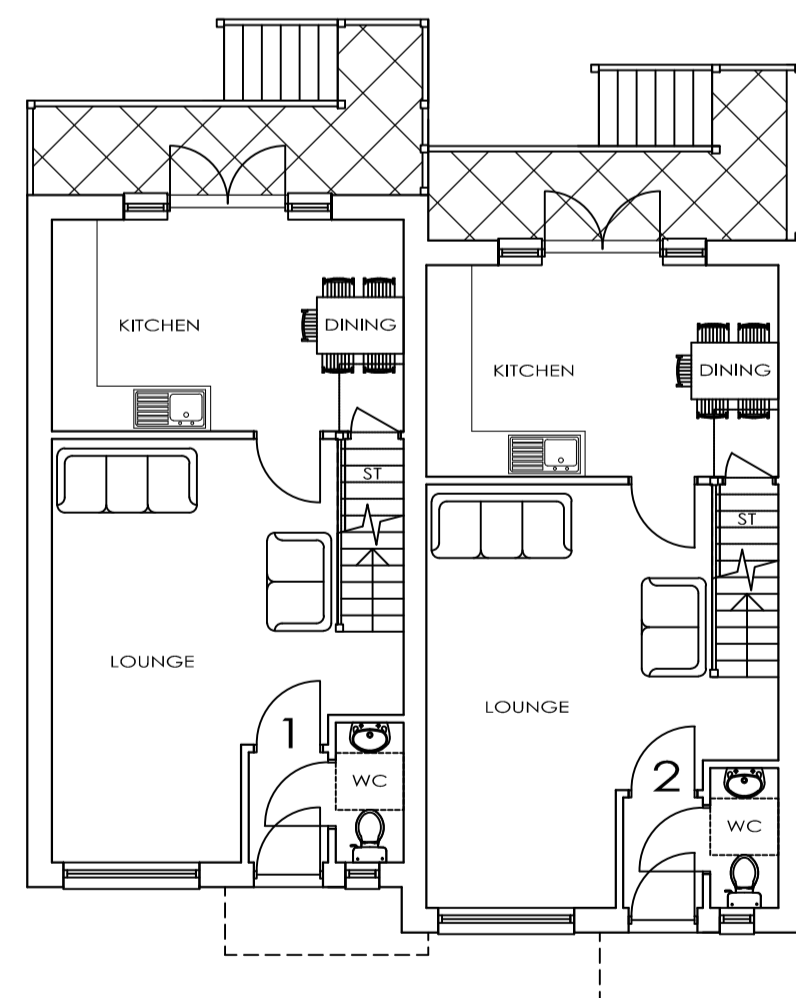 KITCHEN
DINING
ST
LOUNGE
1
WC
KITCHEN
DINING
ST
LOUNGE
2
WC